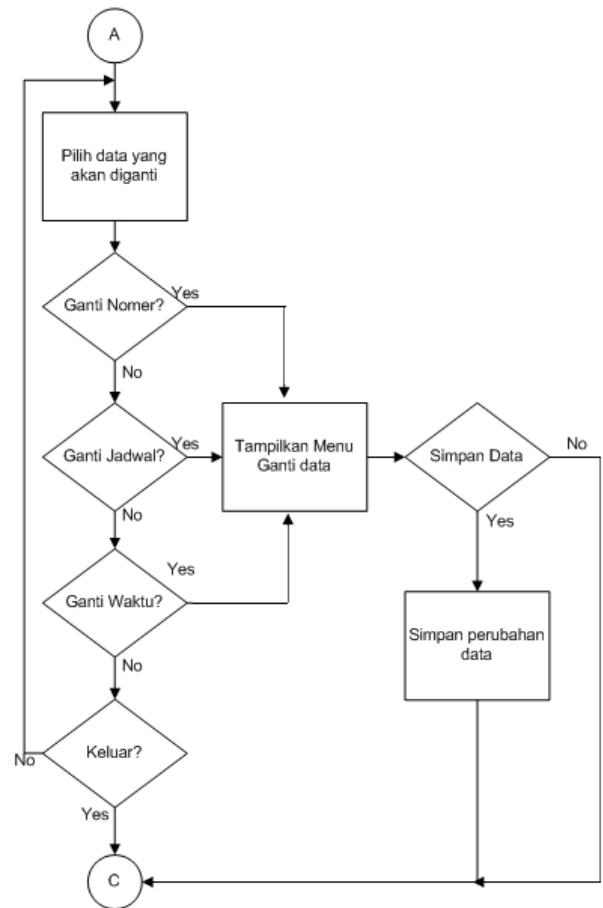 A
Pilih data yang
akan diganti
Ganti Nomer?
Yes
No
Ganti Jadwal?
Yes
Tampilkan Menu
Ganti data
Simpan Data
No
No
Yes
Ganti Waktu?
Yes
Simpan perubahan
data
No
Keluar?
No
Yes
C